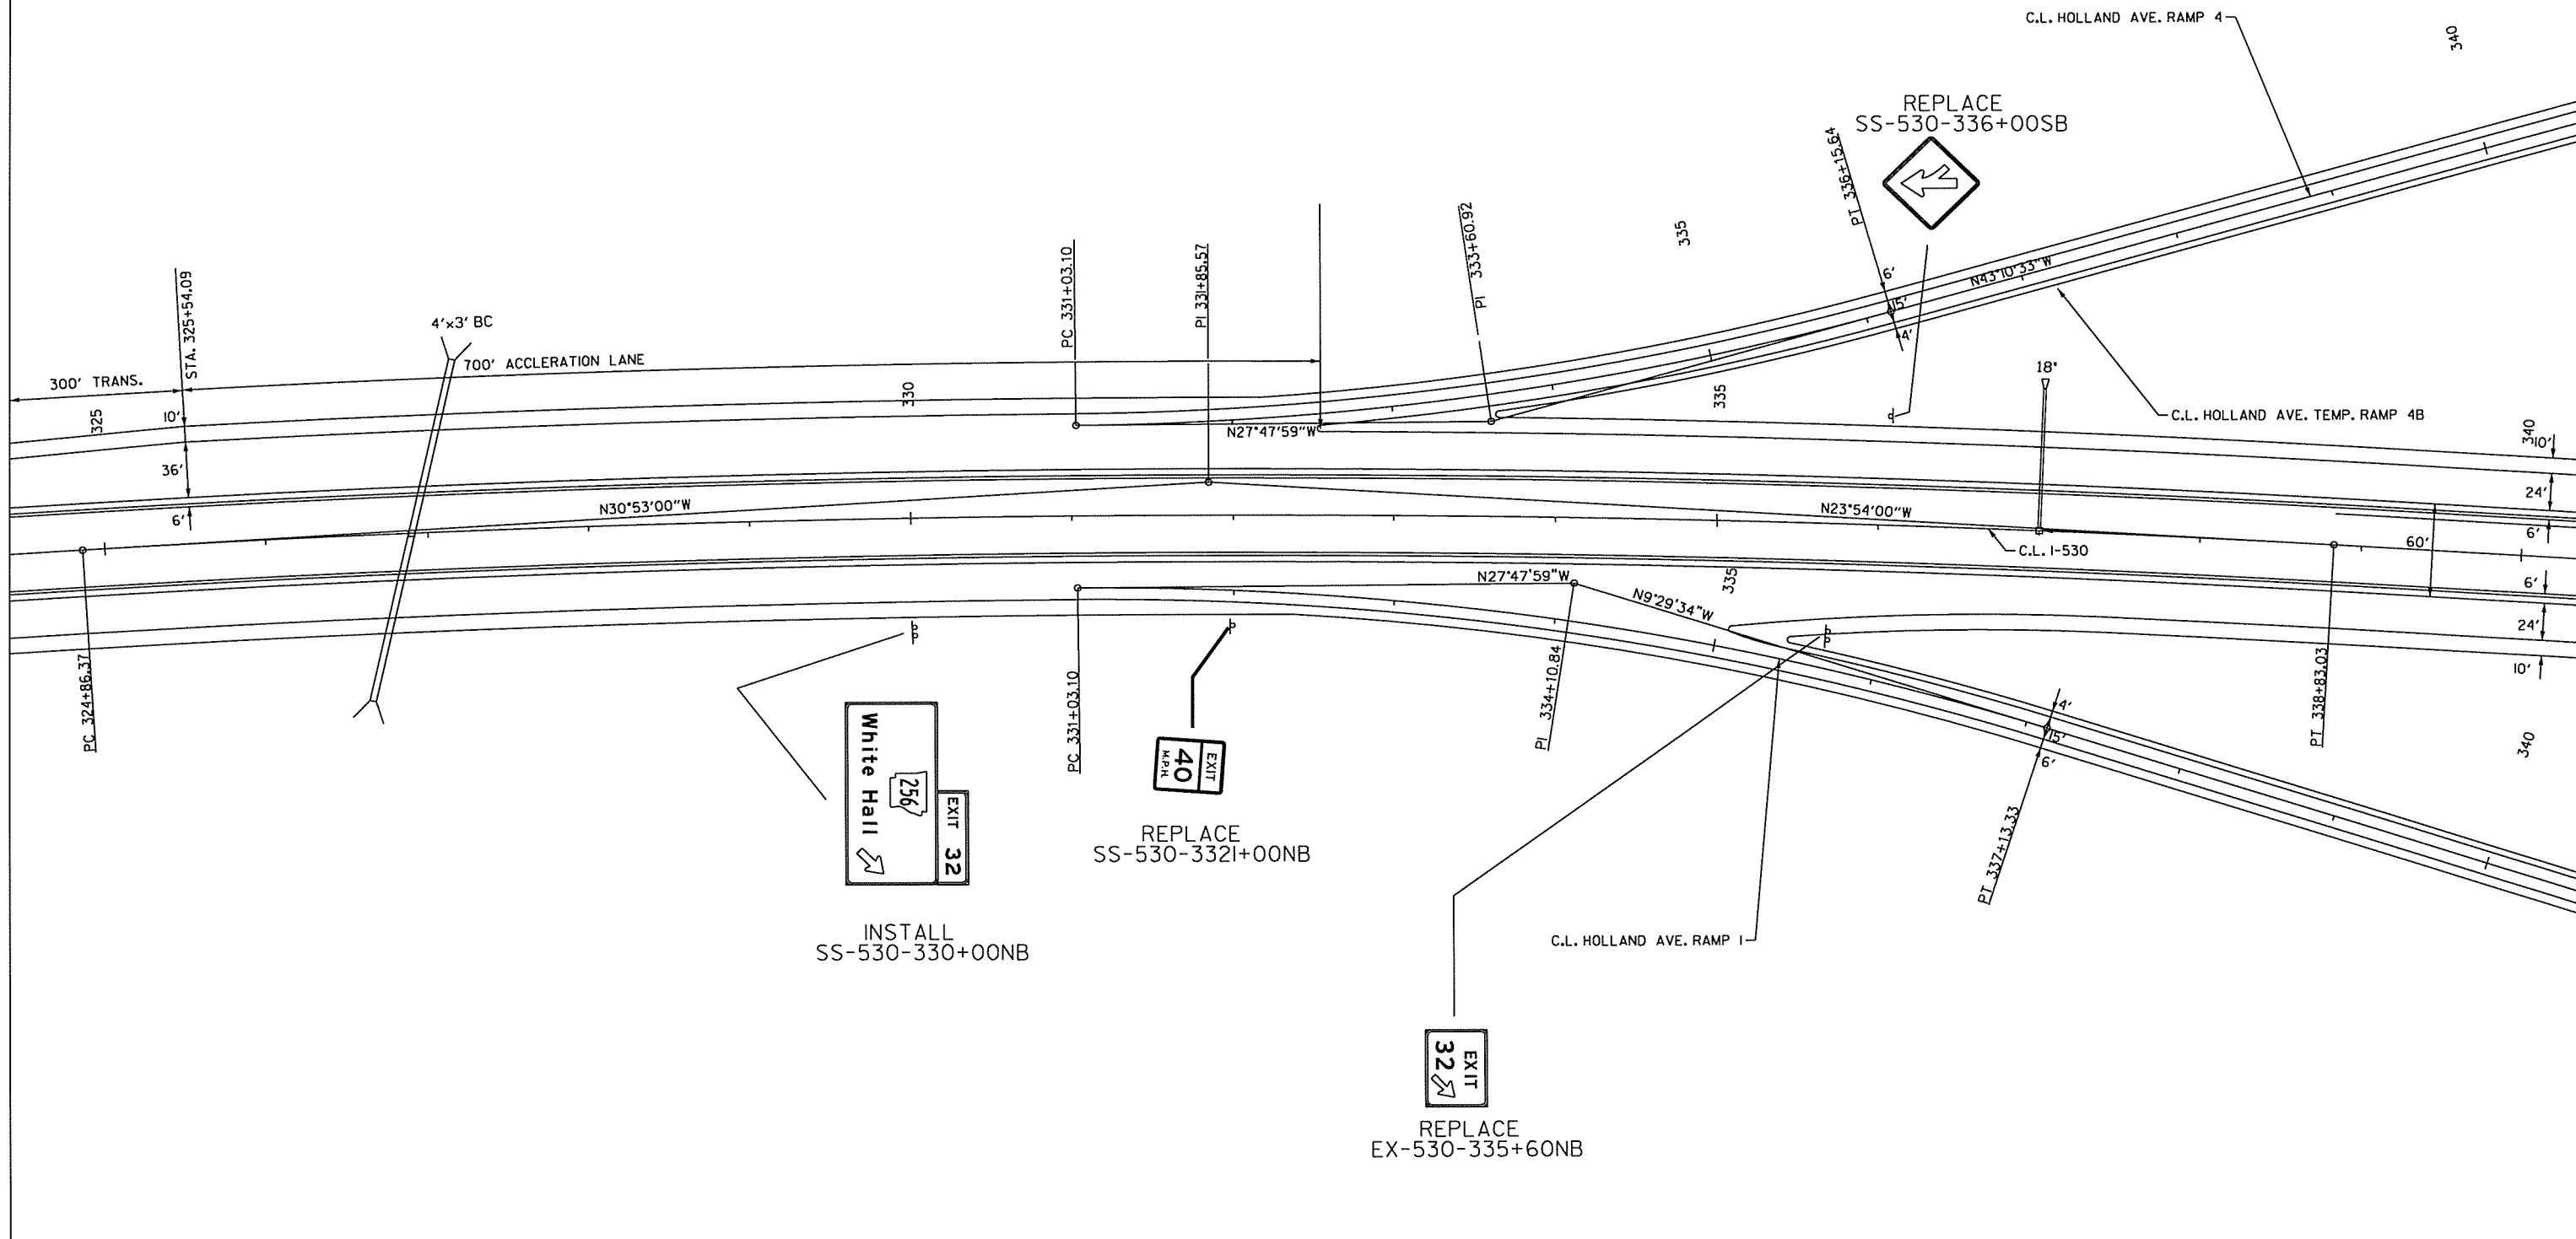 C.L. HOLLAND AVE. RAMP 4
340
REPLACE
SS-530-336+00SB
PT 336+15.64
335
PI 333+60.92
6'
15'
4'
N43°10'33"W
PC 331+03.10
PI 331+85.57
STA. 325+54.09
4'x3' BC
700' ACCLERATION LANE
300' TRANS.
18"
325
10'
330
335
C.L. HOLLAND AVE. TEMP. RAMP 4B
N27°47'59"W
340
10'
36'
24'
6'
N30°53'00"W
N23°54'00"W
C.L. I-530
6'
60'
N27°47'59"W
335
6'
N9°29'34"W
24'
10'
PC 324+86.37
PC 331+03.10
PI 334+10.84
4'
15'
6'
PT 338+83.03
340
EXIT 32
256
White Hall
EXIT
40
M.P.H.
REPLACE
SS-530-3321+00NB
PT 337+13.33
INSTALL
SS-530-330+00NB
C.L. HOLLAND AVE. RAMP 1
EXIT
32
REPLACE
EX-530-335+60NB